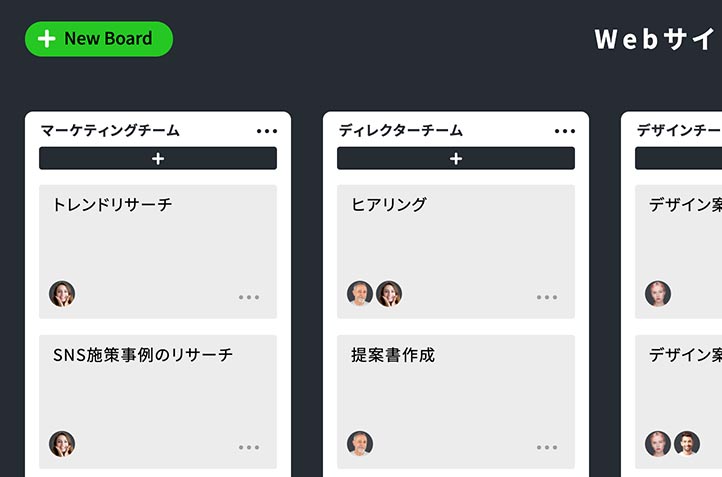 New Board
Webサイ
マーケティングチーム
ディレクターチーム
デザインチー
トレンドリサーチ
ヒアリング
デザイン案
SNS施策事例のリサーチ
提案書作成
デザイン案